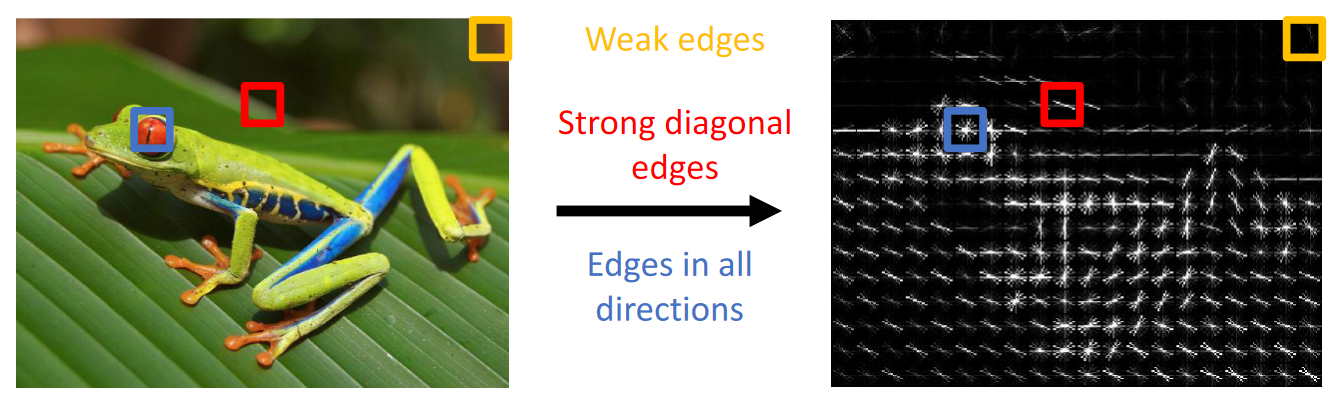 Weak edges
Strong diagonal
edges
Edges in all
directions